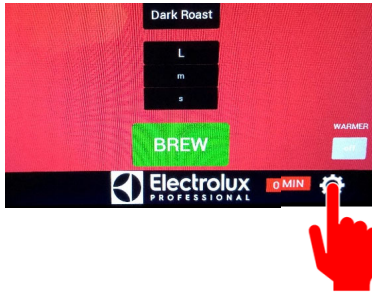 Dark Roast
L
m
s
BREW
WARMER
Electrolux
PROFESSIONAL
0 MIN